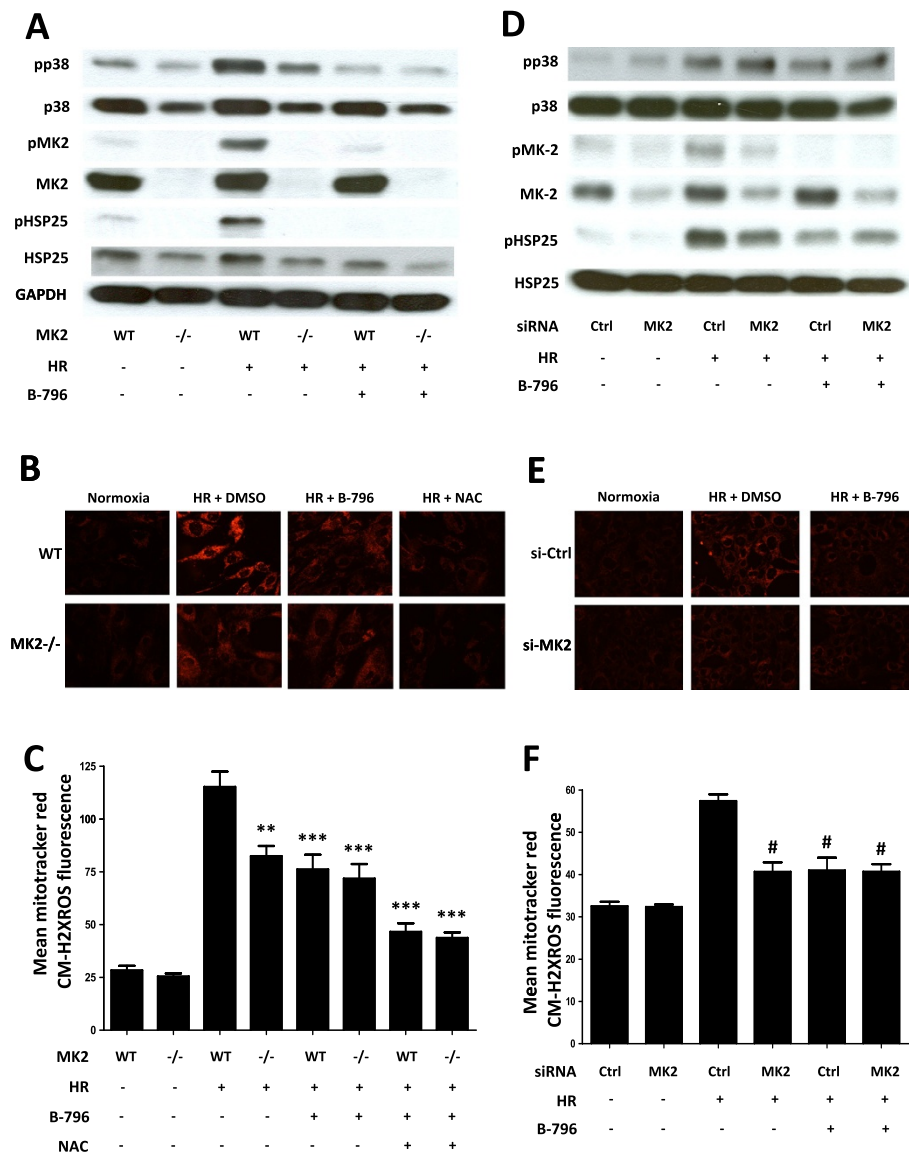 A
pp38
p38
pMK2
MK2
pHSP25
HSP25
GAPDH
MK2 WT -/- WT -/- WT -/-
HR - - + + + +
B-796 - - - - + +
D
pp38
p38
pMK-2
MK-2
pHSP25
HSP25
siRNA Ctrl MK2 Ctrl MK2 Ctrl MK2
HR - - + + + +
B-796 - - - - + +
B
Normoxia HR + DMSO HR + B-796 HR + NAC
WT
MK2-/-
E
Normoxia HR + DMSO HR + B-796
si-Ctrl
si-MK2
C
Mean mitotracker red
CM-H2XROS fluorescence
125
100
75
50
25
0
** *** *** *** ***
MK2 WT -/- WT -/- WT -/- WT -/-
HR - - + + + + + +
B-796 - - - - + + + +
NAC - - - - - - + +
F
Mean mitotracker red
CM-H2XROS fluorescence
60
50
40
30
20
10
0
# # #
siRNA Ctrl MK2 Ctrl MK2 Ctrl MK2
HR - - + + + +
B-796 - - - - + +